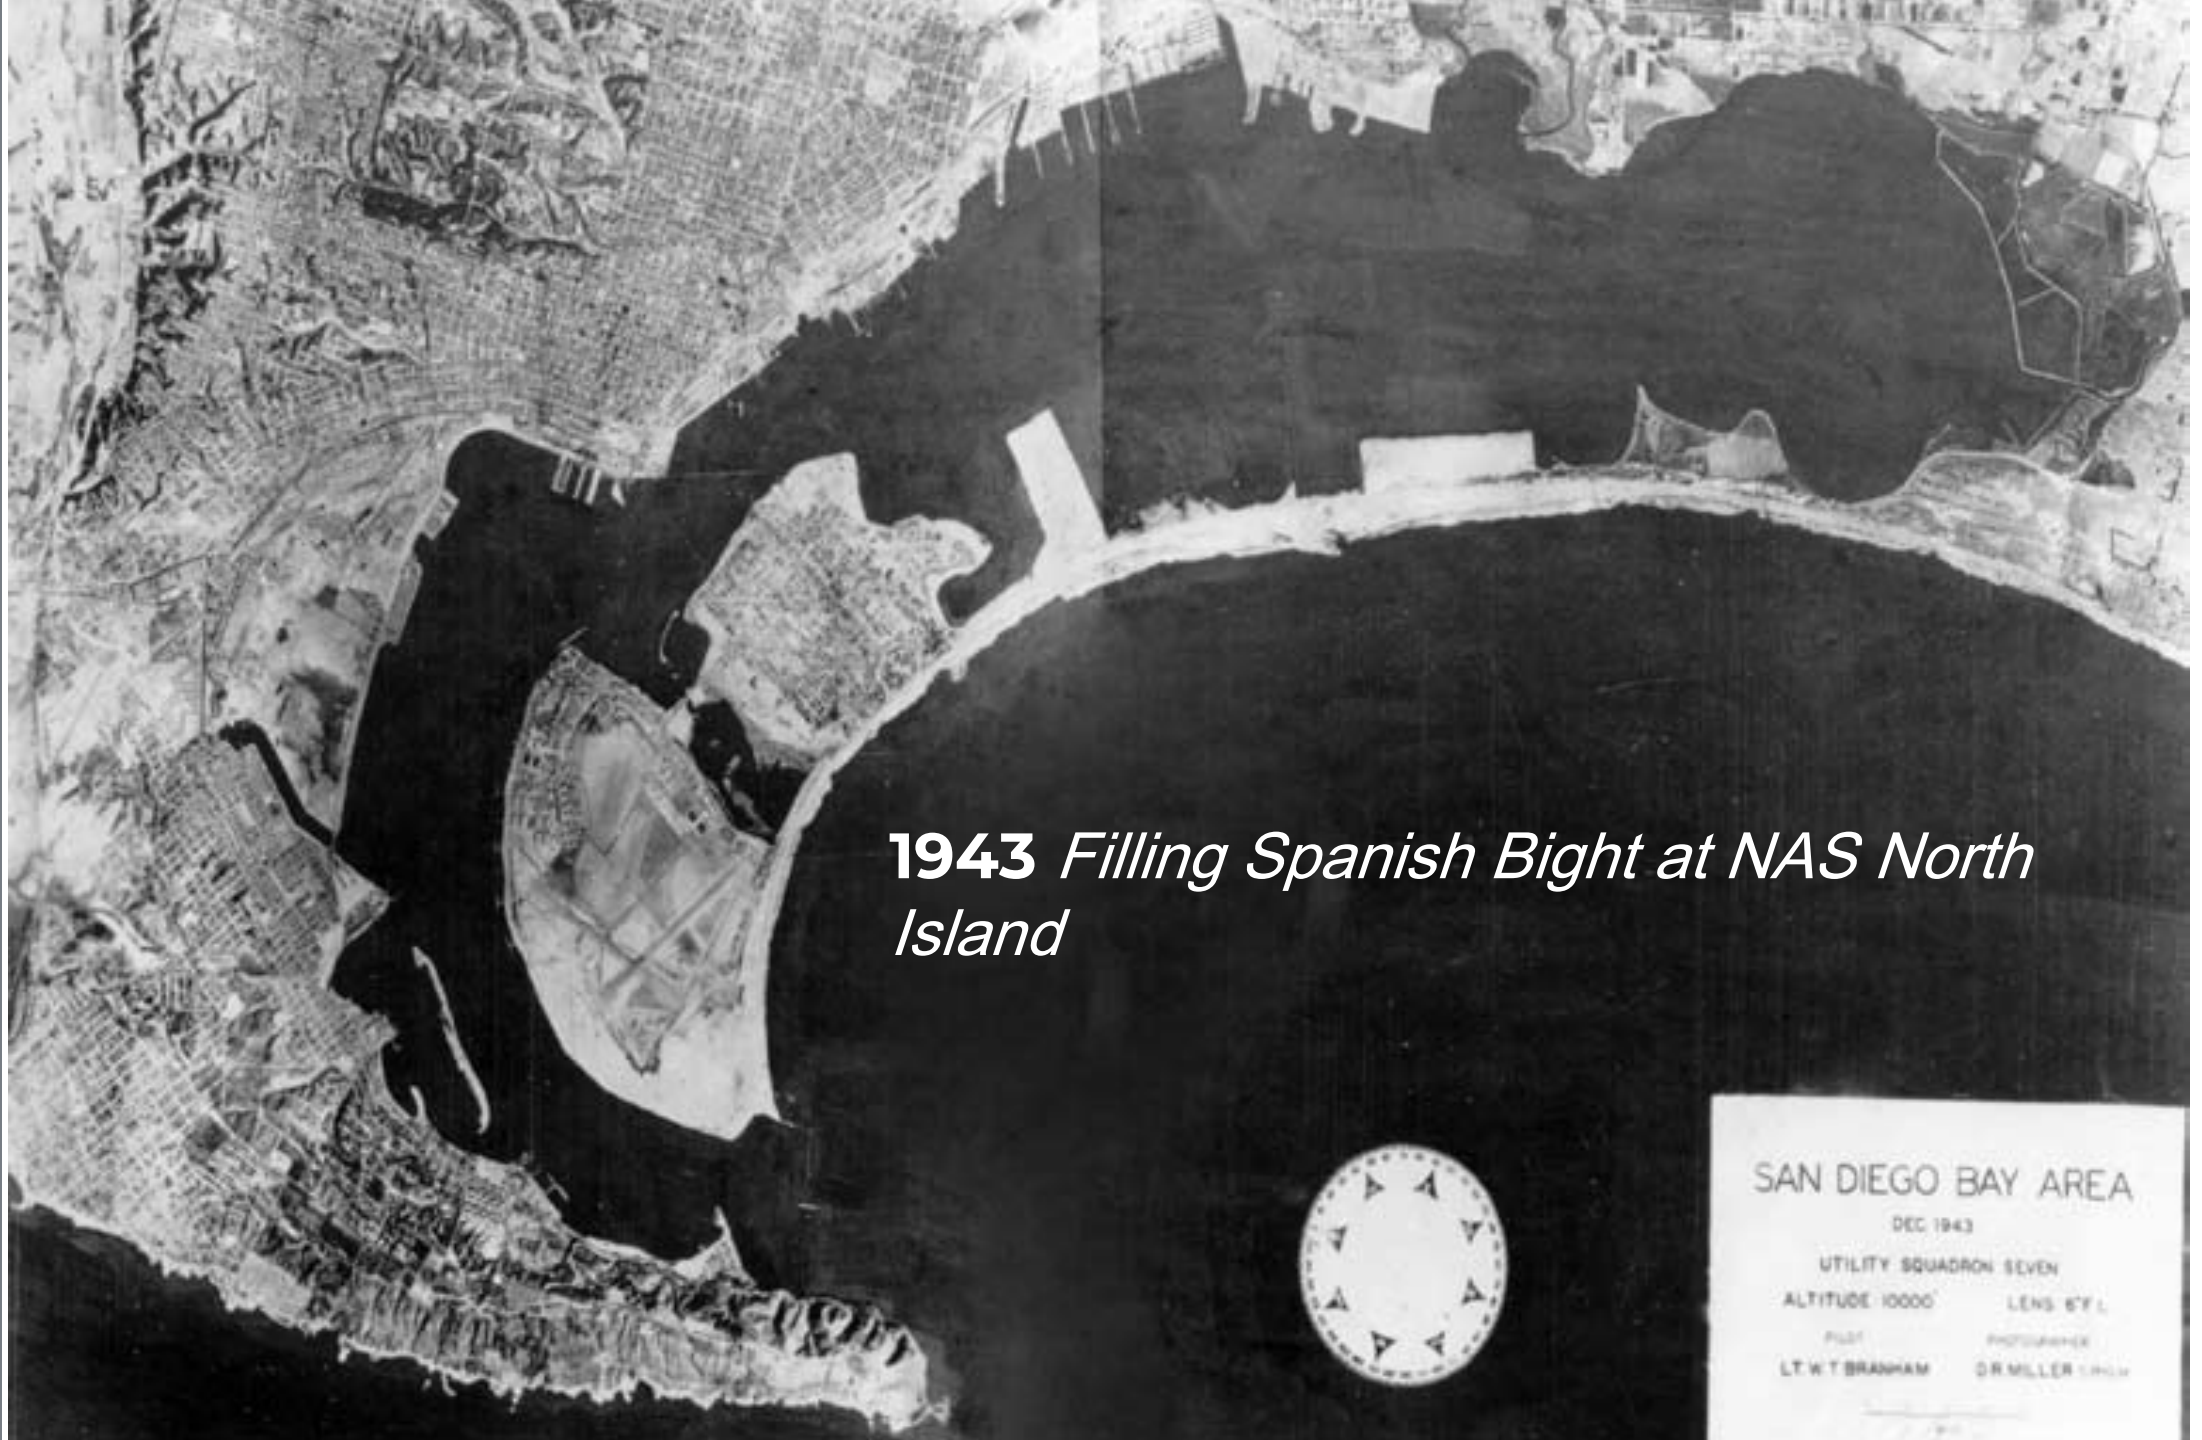 1943 Filling Spanish Bight at NAS North
Island
SAN DIEGO BAY AREA
DEC 1943
UTILITY SQUADRON SEVEN
ALTITUDE 10000' LENS 6" F.L.
PILOT PHOTOGRAPHER
LT. W. T. BRANHAM D.R. MILLER